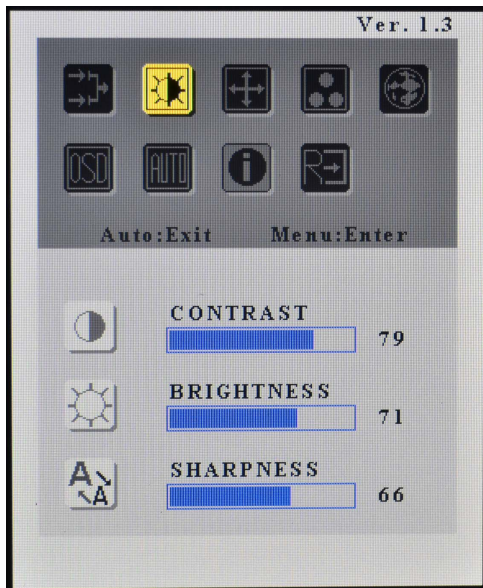 Ver. 1.3
OSD AUTO i R
Auto:Exit Menu:Enter
CONTRAST
79
BRIGHTNESS
71
A A
SHARPNESS
66